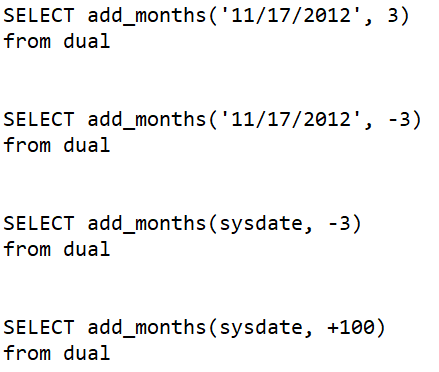 SELECT add_months('11/17/2012', 3)
from dual
SELECT add_months('11/17/2012', -3)
from dual
SELECT add_months(sysdate, -3)
from dual
SELECT add_months(sysdate, +100)
from dual